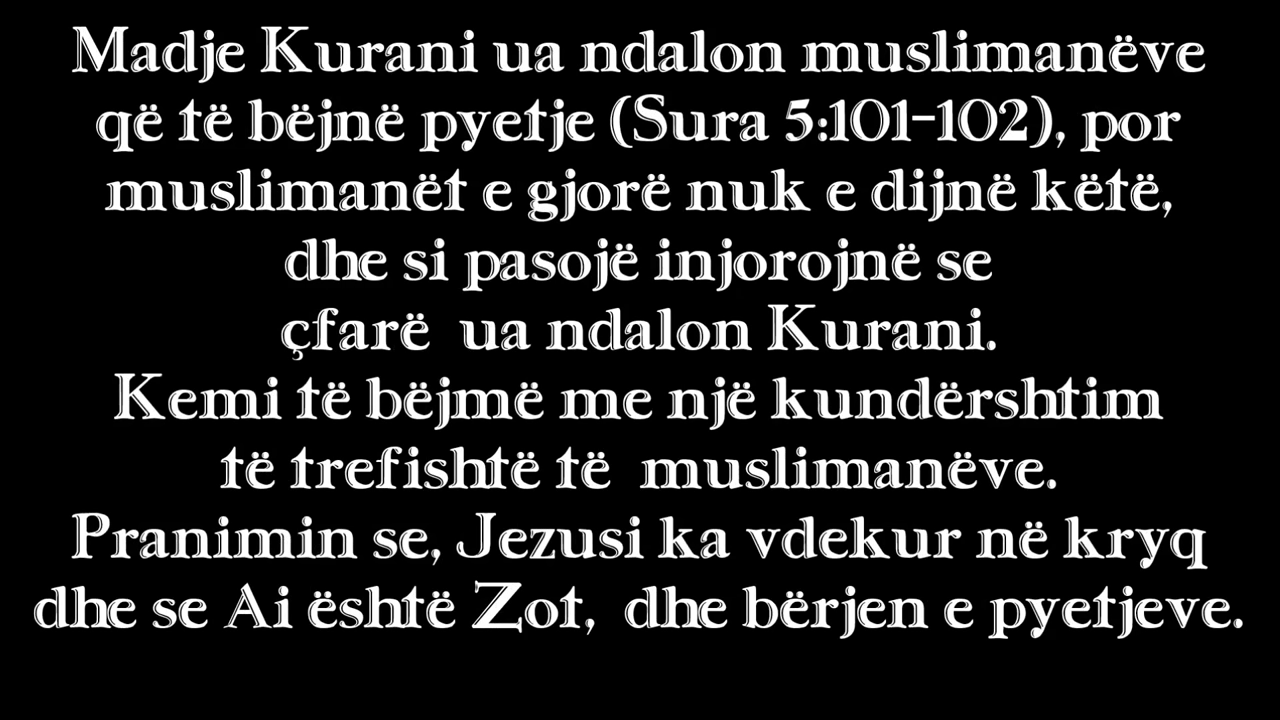 Madje Kurani ua ndalon muslimanëve
që të bëjnë pyetje (Sura 5:101-102), por
muslimanët e gjorë nuk e dijnë këtë,
dhe si pasojë injorojnë se
çfarë ua ndalon Kurani.
Kemi të bëjmë me një kundërshtim
të trefishtë të muslimanëve.
Pranimin se, Jezusi ka vdekur në kryq
dhe se Ai është Zot, dhe bërjen e pyetjeve.